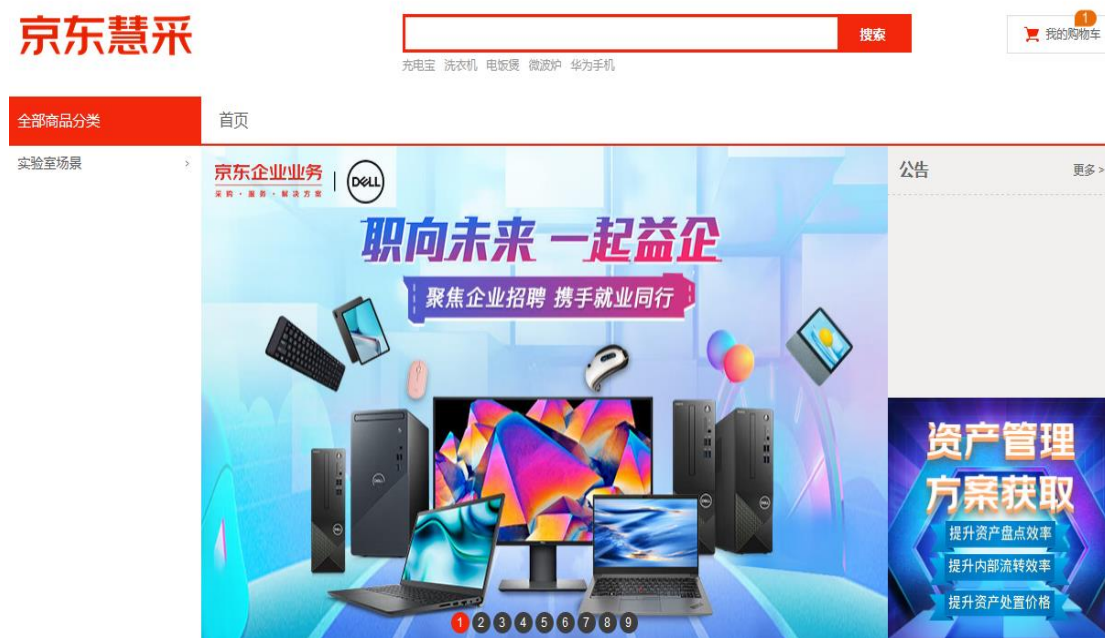 京东慧采
搜索
1
我的购物车
充电宝 洗衣机 电饭煲 微波炉 华为手机
全部商品分类
首页
实验室场景 >
京东企业业务
采购·服务·解决方案
DELL
公告
更多 >
职向未来 一起益企
聚焦企业招聘 携手就业同行
资产管理
方案获取
提升资产盘点效率
提升内部流转效率
提升资产处置价格
1 2 3 4 5 6 7 8 9